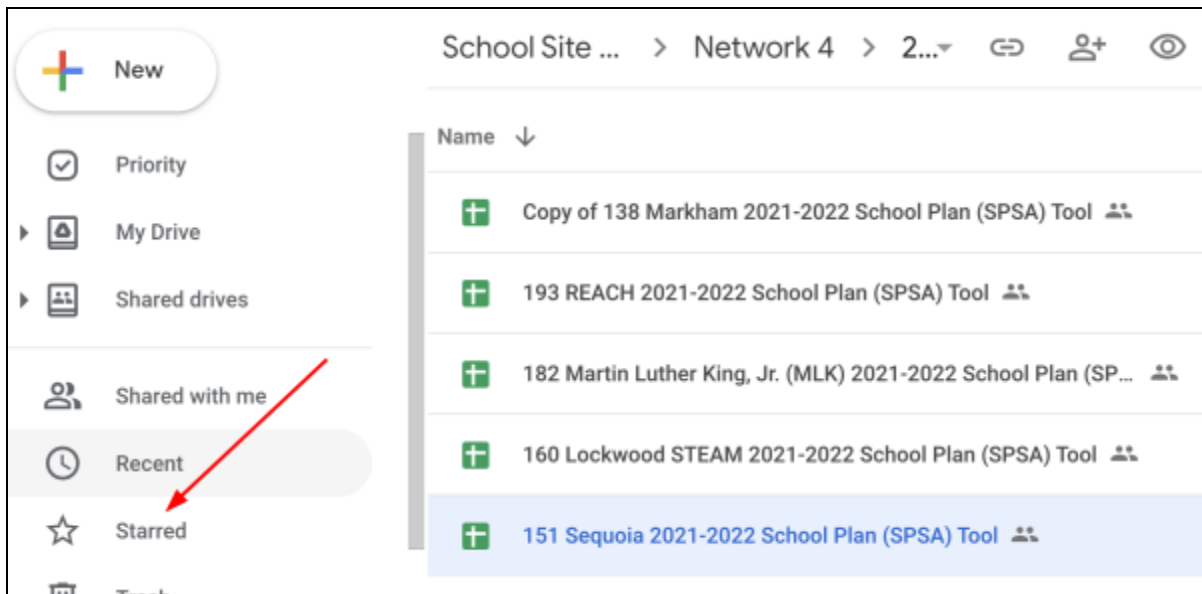 New
Priority
My Drive
Shared drives
Shared with me
Recent
Starred
School Site ... > Network 4 > 2...
Name
Copy of 138 Markham 2021-2022 School Plan (SPSA) Tool
193 REACH 2021-2022 School Plan (SPSA) Tool
182 Martin Luther King, Jr. (MLK) 2021-2022 School Plan (SP...
160 Lockwood STEAM 2021-2022 School Plan (SPSA) Tool
151 Sequoia 2021-2022 School Plan (SPSA) Tool